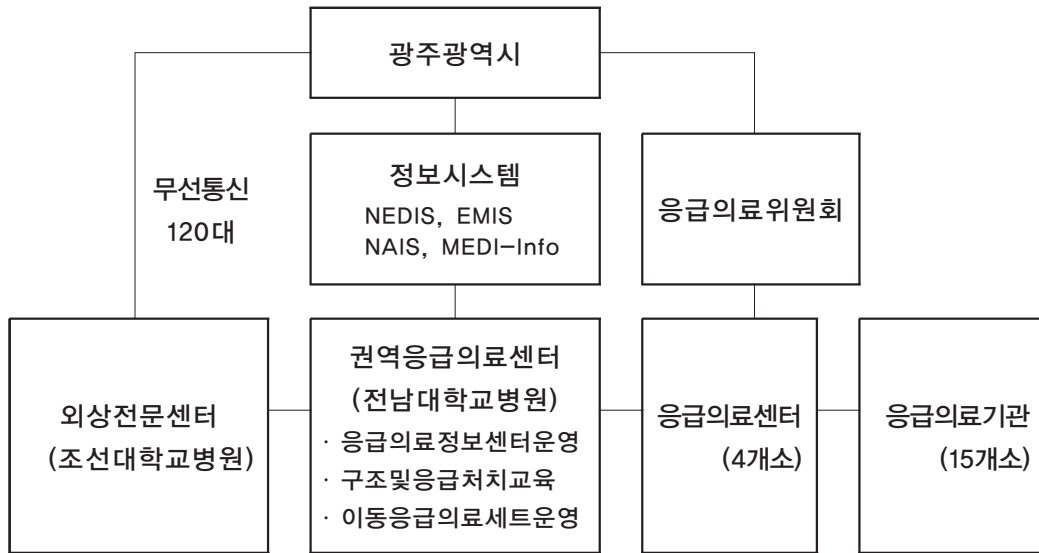 광주광역시
무선통신
120대
정보시스템
NEDIS, EMIS
NAIS, MEDI-Info
응급의료위원회
외상전문센터
(조선대학교병원)
권역응급의료센터
(전남대학교병원)
· 응급의료정보센터운영
· 구조및응급처치교육
· 이동응급의료세트운영
응급의료센터
(4개소)
응급의료기관
(15개소)